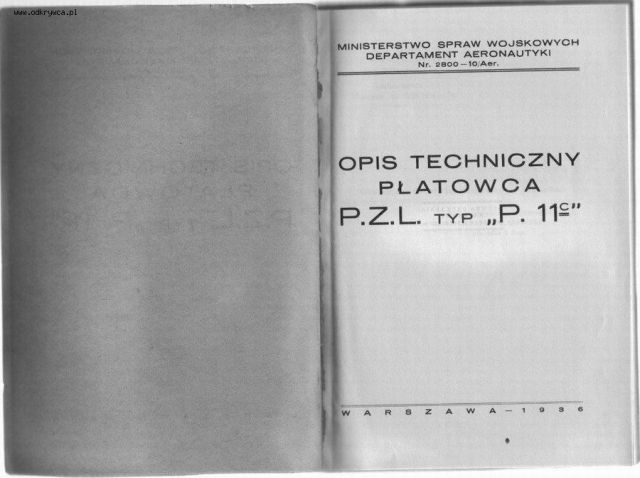 www.odkrywca.pl
MINISTERSTWO SPRAW WOJSKOWYCH
DEPARTAMENT AERONAUTYKI
Nr. 2800-10/Aer.
OPIS TECHNICZNY
PŁATOWCA
P.Z.L. TYP „P. 11c”
WARSZAWA - 1936